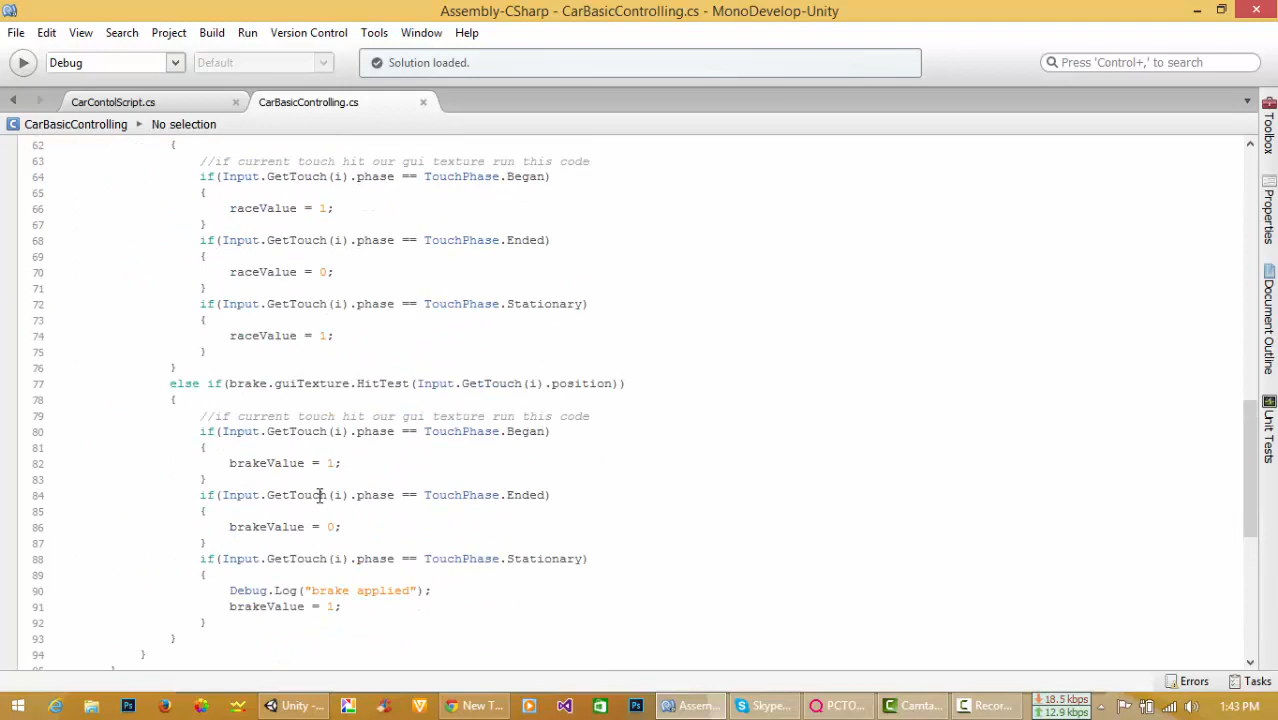 Assembly-CSharp - CarBasicControlling.cs - MonoDevelop-Unity
File Edit View Search Project Build Run Version Control Tools Window Help
Debug Default Solution loaded. Press 'Control+,' to search
CarContolScript.cs CarBasicControlling.cs
CarBasicControlling No selection
62 {
63 //if current touch hit our gui texture run this code
64 if(Input.GetTouch(i).phase == TouchPhase.Began)
65 {
66 raceValue = 1;
67 }
68 if(Input.GetTouch(i).phase == TouchPhase.Ended)
69 {
70 raceValue = 0;
71 }
72 if(Input.GetTouch(i).phase == TouchPhase.Stationary)
73 {
74 raceValue = 1;
75 }
76 }
77 else if(brake.guiTexture.HitTest(Input.GetTouch(i).position))
78 {
79 //if current touch hit our gui texture run this code
80 if(Input.GetTouch(i).phase == TouchPhase.Began)
81 {
82 brakeValue = 1;
83 }
84 if(Input.GetTouch(i).phase == TouchPhase.Ended)
85 {
86 brakeValue = 0;
87 }
88 if(Input.GetTouch(i).phase == TouchPhase.Stationary)
89 {
90 Debug.Log("brake applied");
91 brakeValue = 1;
92 }
93 }
94 }
Toolbox
Properties
Document Outline
Unit Tests
Errors Tasks
Unity -... New T... Assem... Skype... PCTO... Camta... Recor... 18.5 kbps 1:43 PM
12.9 kbps